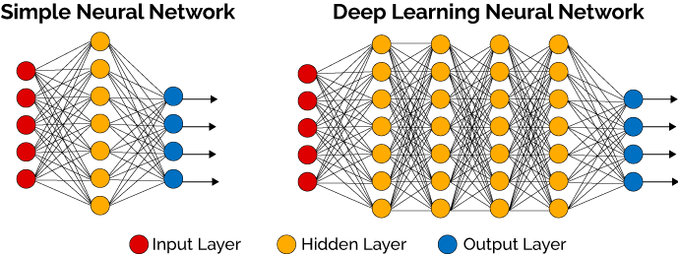 Simple Neural Network
Deep Learning Neural Network
Input Layer
Hidden Layer
Output Layer